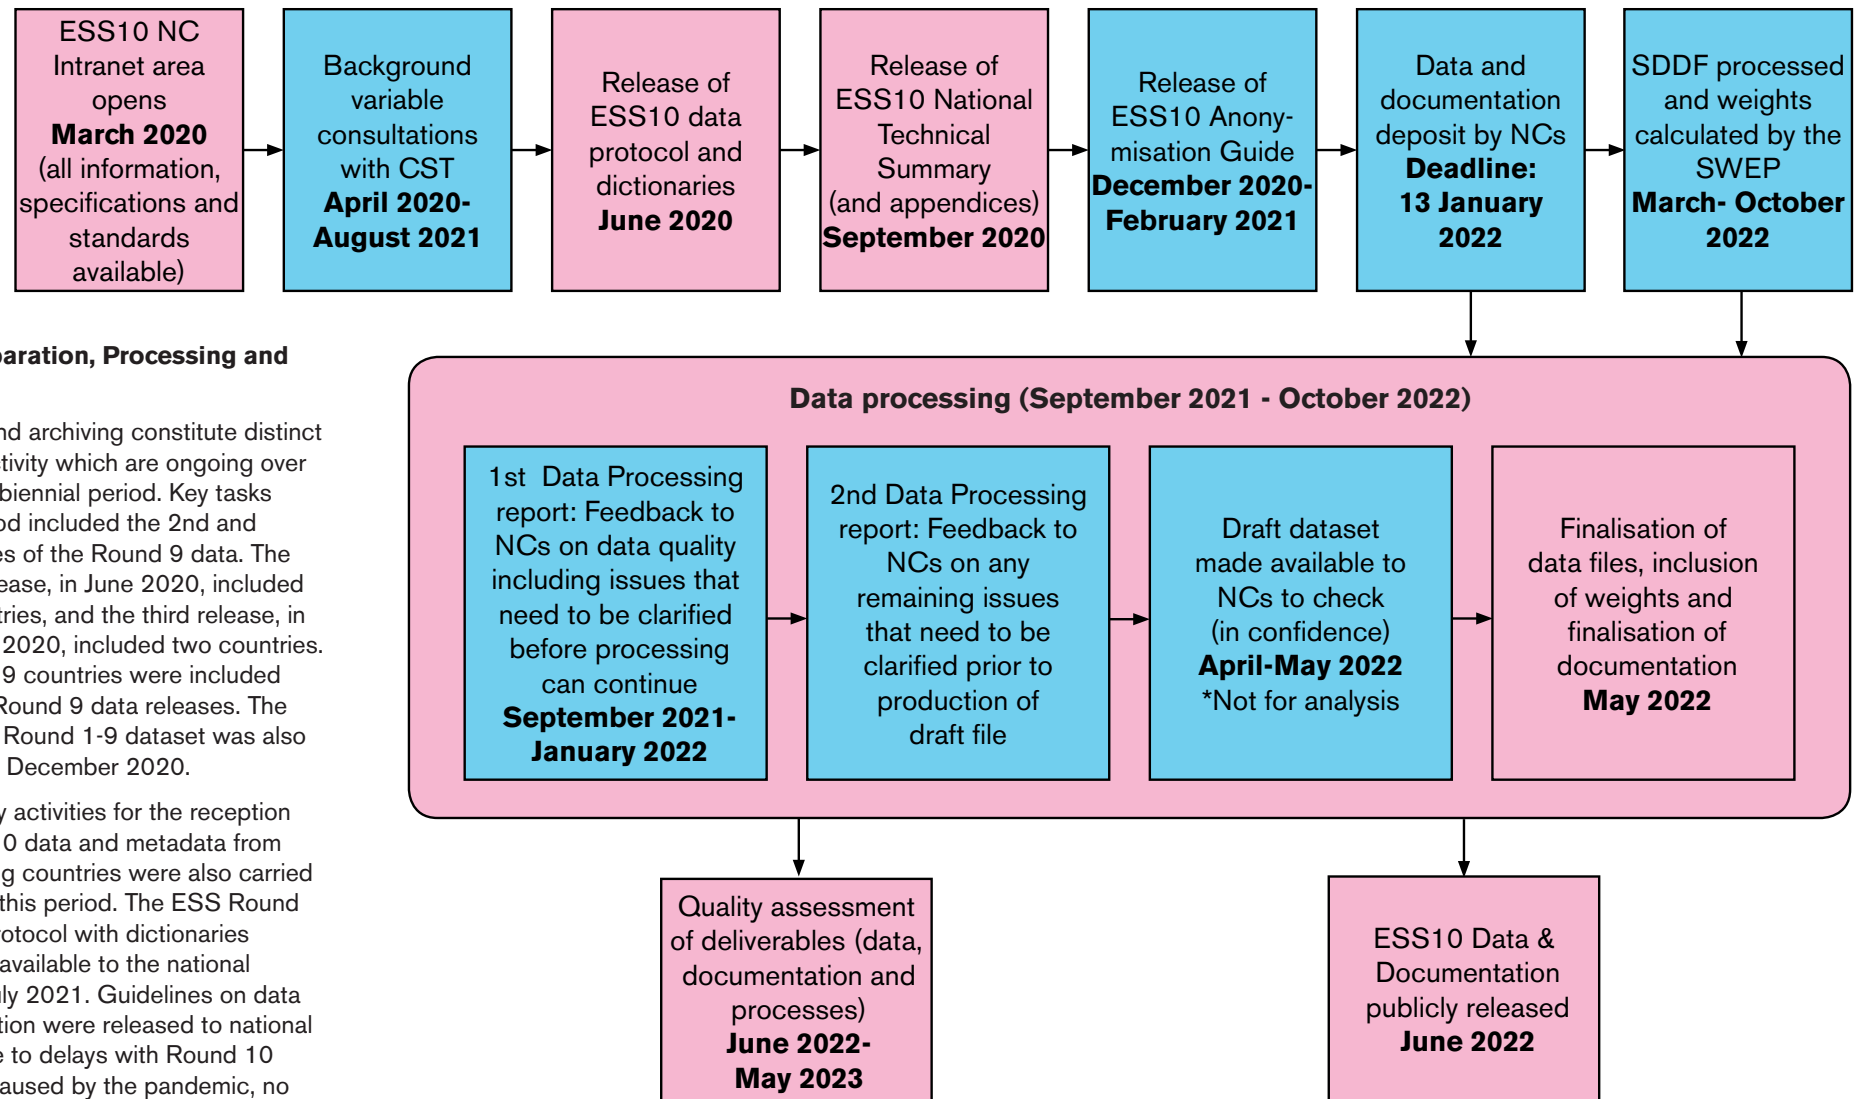 ESS10 NC
Intranet area
opens
March 2020
(all information,
specifications and
standards
available)
Background
variable
consultations
with CST
April 2020-
August 2021
Release of
ESS10 data
protocol and
dictionaries
June 2020
Release of
ESS10 National
Technical
Summary
(and appendices)
September 2020
Release of
ESS10 Anony-
misation Guide
December 2020-
February 2021
Data and
documentation
deposit by NCs
Deadline:
13 January
2022
SDDF processed
and weights
calculated by the
SWEP
March- October
2022
paration, Processing and
nd archiving constitute distinct
ctivity which are ongoing over
biennial period. Key tasks
od included the 2nd and
es of the Round 9 data. The
ease, in June 2020, included
tries, and the third release, in
2020, included two countries.
9 countries were included
Round 9 data releases. The
Round 1-9 dataset was also
December 2020.
y activities for the reception
0 data and metadata from
g countries were also carried
this period. The ESS Round
rotocol with dictionaries
available to the national
uly 2021. Guidelines on data
tion were released to national
e to delays with Round 10
aused by the pandemic, no
Data processing (September 2021 - October 2022)
1st Data Processing
report: Feedback to
NCs on data quality
including issues that
need to be clarified
before processing
can continue
September 2021-
January 2022
2nd Data Processing
report: Feedback to
NCs on any
remaining issues
that need to be
clarified prior to
production of
draft file
Draft dataset
made available to
NCs to check
(in confidence)
April-May 2022
*Not for analysis
Finalisation of
data files, inclusion
of weights and
finalisation of
documentation
May 2022
Quality assessment
of deliverables (data,
documentation and
processes)
June 2022-
May 2023
ESS10 Data &
Documentation
publicly released
June 2022